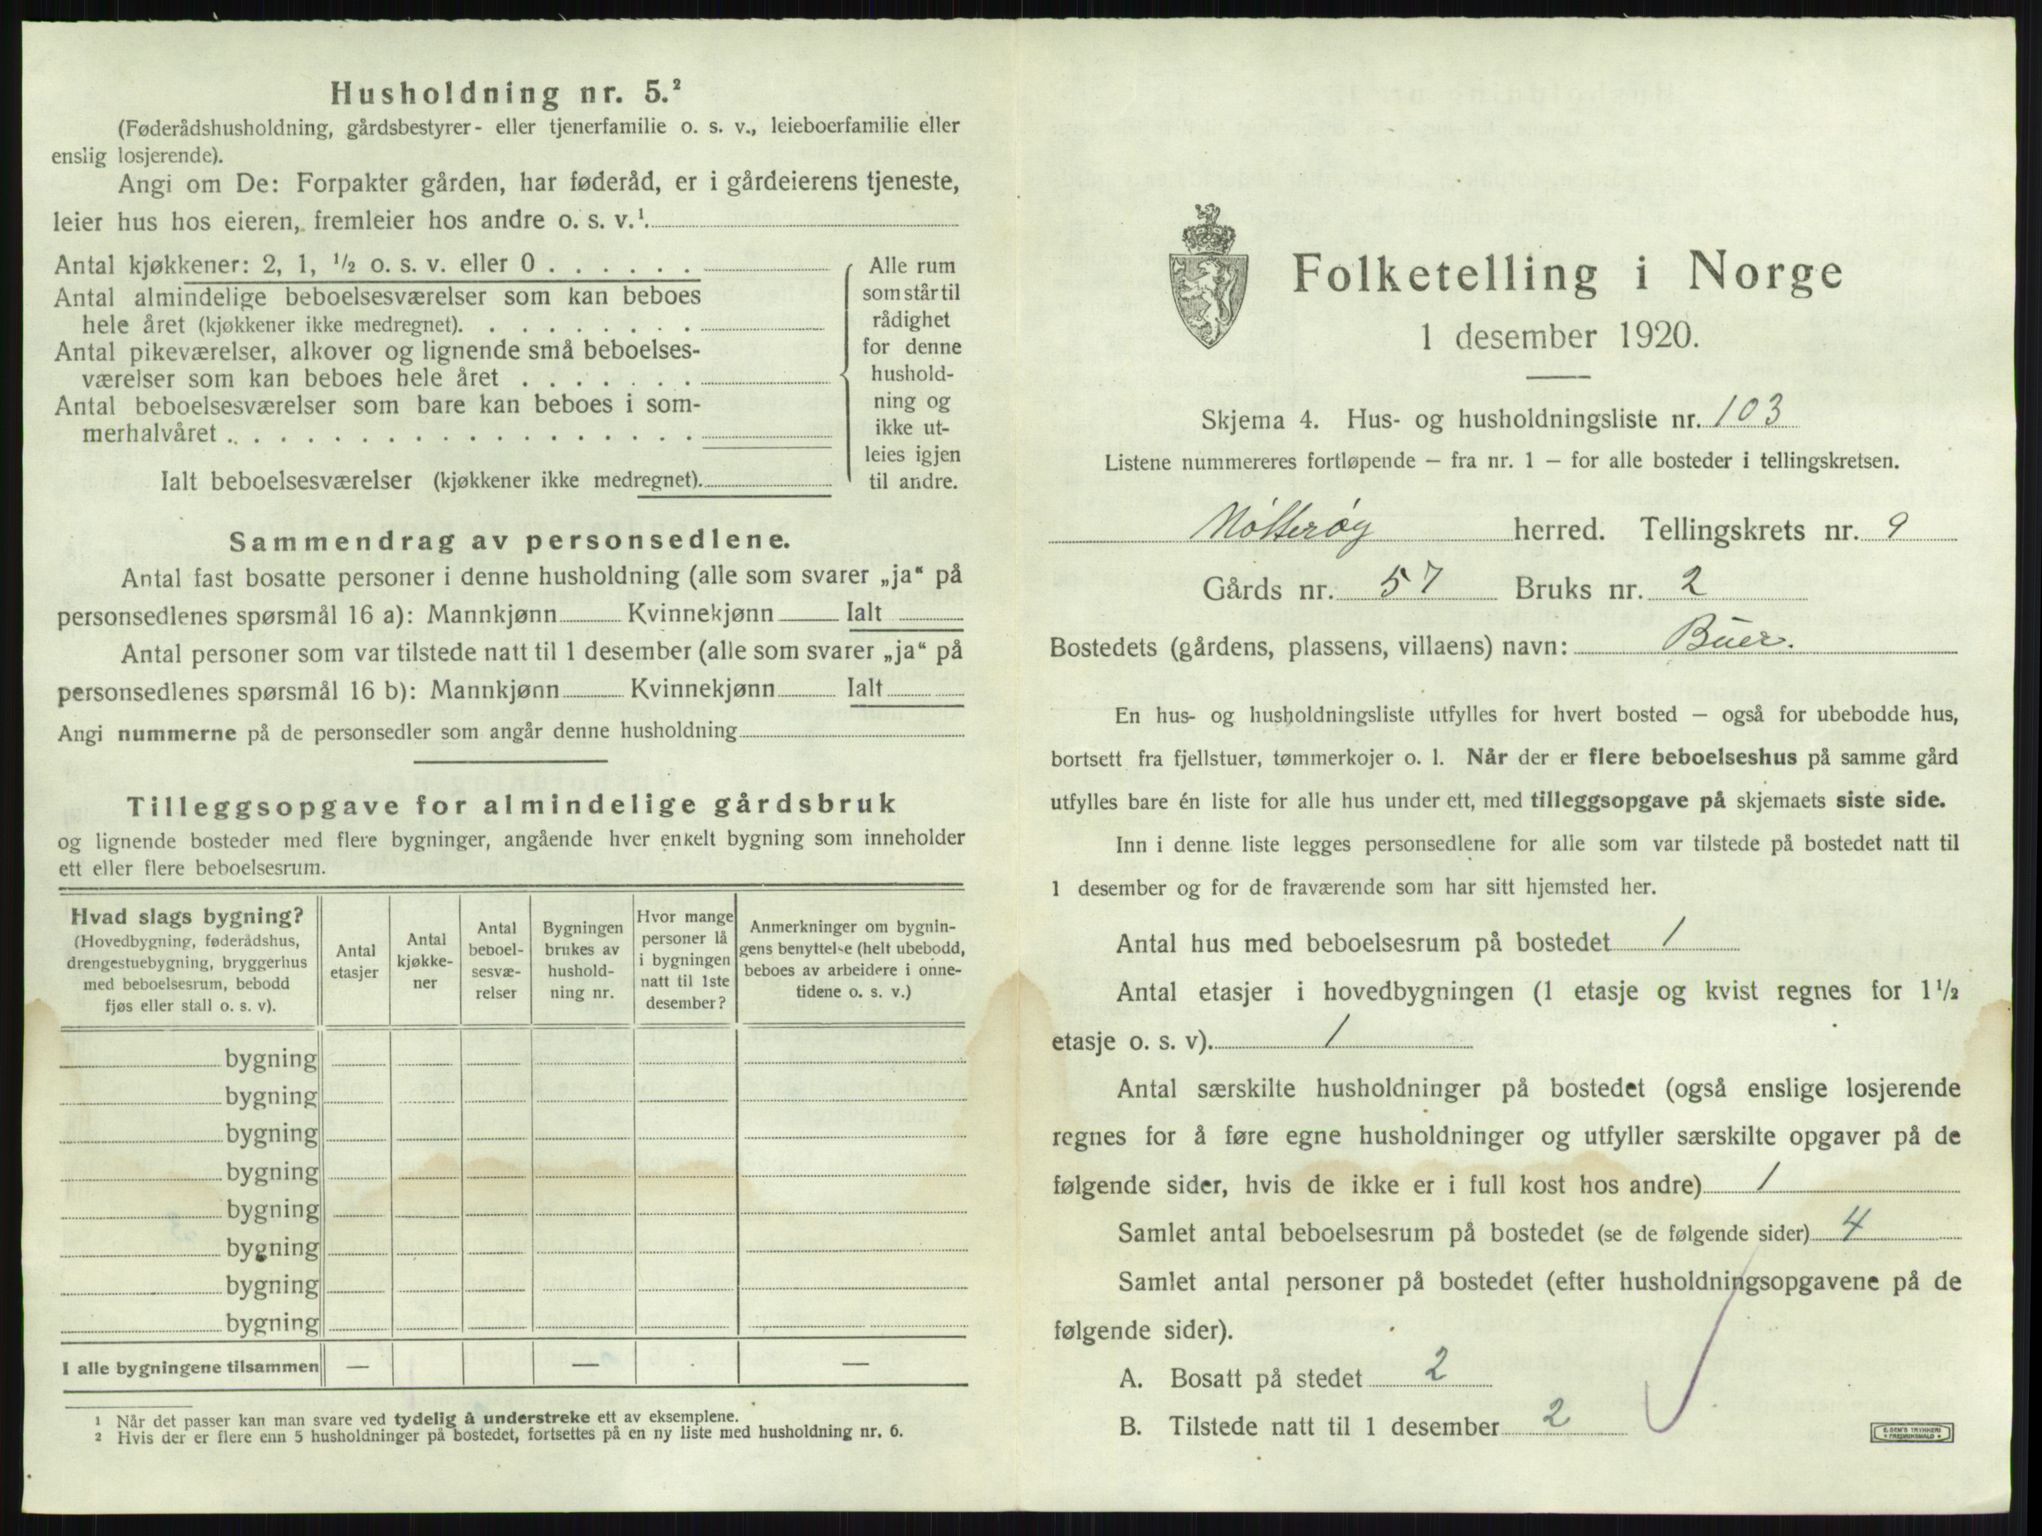 Husholdning nr. 5.²
(Føderådshusholdning, gårdsbestyrer- eller tjenerfamilie o. s. v., leieboerfamilie eller
enslig losjerende).
Angi om De: Forpakter gården, har føderåd, er i gårdeierens tjeneste,
leier hus hos eieren, fremleier hos andre o. s. v.¹.
Antal kjøkkener: 2, 1, ½ o. s. v. eller 0 . . . . . .
Antal almindelige beboelsesværelser som kan beboes
hele året (kjøkkener ikke medregnet). . . . . . . . .
Antal pikeværelser, alkover og lignende små beboelses-
værelser som kan beboes hele året . . . . . . .
Antal beboelsesværelser som bare kan beboes i som-
merhalvåret . . . . . . . . . . . . . . . . . .
Ialt beboelsesværelser (kjøkkener ikke medregnet).
Alle rum
som står til
rådighet
for denne
hushold-
ning og
ikke ut-
leies igjen
til andre.
Sammendrag av personsedlene.
Antal fast bosatte personer i denne husholdning (alle som svarer „ja“ på
personsedlenes spørsmål 16 a): Mannkjønn Kvinnekjønn Ialt
Antal personer som var tilstede natt til 1 desember (alle som svarer „ja“ på
personsedlenes spørsmål 16 b): Mannkjønn Kvinnekjønn Ialt
Angi nummerne på de personsedler som angår denne husholdning
Tilleggsopgave for almindelige gårdsbruk
og lignende bosteder med flere bygninger, angående hver enkelt bygning som inneholder
ett eller flere beboelsesrum.
Hvad slags bygning?
(Hovedbygning, føderådshus,
drengestuebygning, bryggerhus
med beboelsesrum, bebodd
fjøs eller stall o. s. v).
Antal
etasjer
Antal
kjøkke-
ner
Antal
beboel-
sesvæ-
relser
Bygningen
brukes av
hushold-
ning nr.
Hvor mange
personer lå
i bygningen
natt til 1ste
desember?
Anmerkninger om bygnin-
gens benyttelse (helt ubebodd,
beboes av arbeidere i onne-
tidene o. s. v.)
bygning
bygning
bygning
bygning
bygning
bygning
bygning
bygning
I alle bygningene tilsammen — — —
¹ Når det passer kan man svare ved tydelig å understreke ett av eksemplene.
² Hvis der er flere enn 5 husholdninger på bostedet, fortsettes på en ny liste med husholdning nr. 6.
Folketelling i Norge
1 desember 1920.
Skjema 4. Hus- og husholdningsliste nr. 103
Listene nummereres fortløpende — fra nr. 1 — for alle bosteder i tellingskretsen.
Nøtterøy herred. Tellingskrets nr. 9
Gårds nr. 57 Bruks nr. 2
Bostedets (gårdens, plassens, villaens) navn: Buer.
En hus- og husholdningsliste utfylles for hvert bosted — også for ubebodde hus,
bortsett fra fjellstuer, tømmerkojer o. l. Når der er flere beboelseshus på samme gård
utfylles bare én liste for alle hus under ett, med tilleggsopgave på skjemaets siste side.
Inn i denne liste legges personsedlene for alle som var tilstede på bostedet natt til
1 desember og for de fraværende som har sitt hjemsted her.
Antal hus med beboelsesrum på bostedet 1
Antal etasjer i hovedbygningen (1 etasje og kvist regnes for 1½
etasje o. s. v). 1
Antal særskilte husholdninger på bostedet (også enslige losjerende
regnes for å føre egne husholdninger og utfyller særskilte opgaver på de
følgende sider, hvis de ikke er i full kost hos andre) 1
Samlet antal beboelsesrum på bostedet (se de følgende sider) 4
Samlet antal personer på bostedet (efter husholdningsopgavene på de
følgende sider).
A. Bosatt på stedet 2
B. Tilstede natt til 1 desember 2